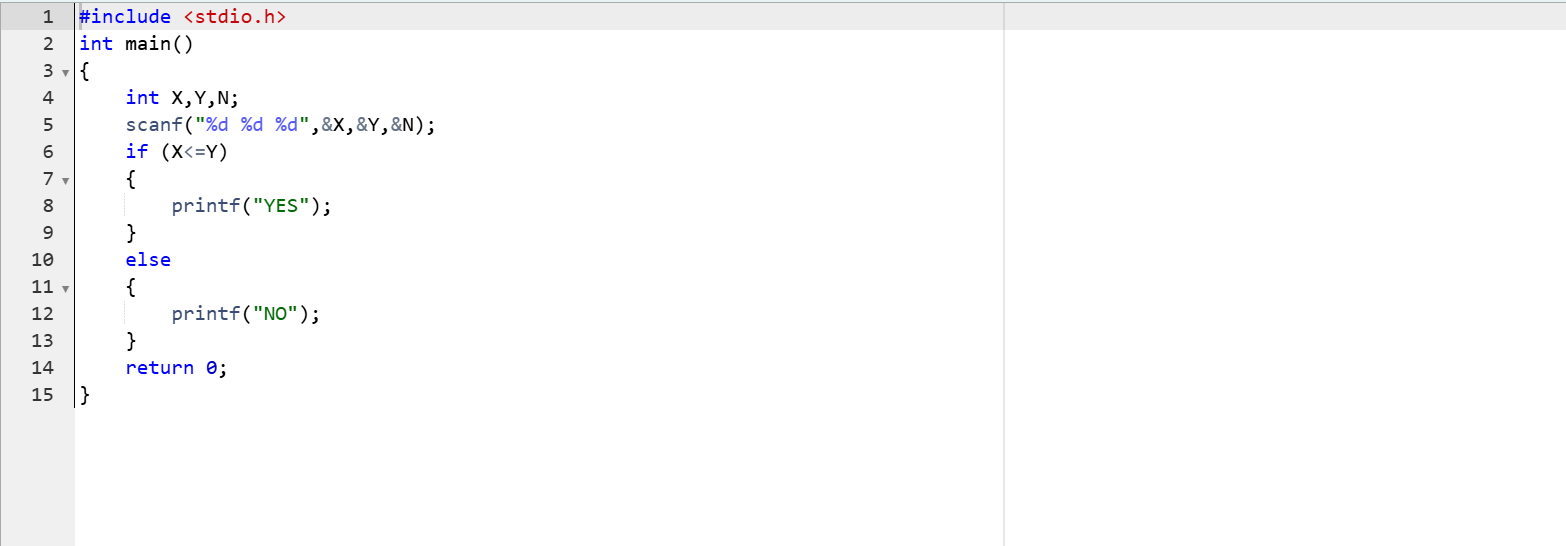 1 #include <stdio.h>
2 int main()
3 {
4     int X,Y,N;
5     scanf("%d %d %d",&X,&Y,&N);
6     if (X<=Y)
7     {
8         printf("YES");
9     }
10     else
11     {
12         printf("NO");
13     }
14     return 0;
15 }